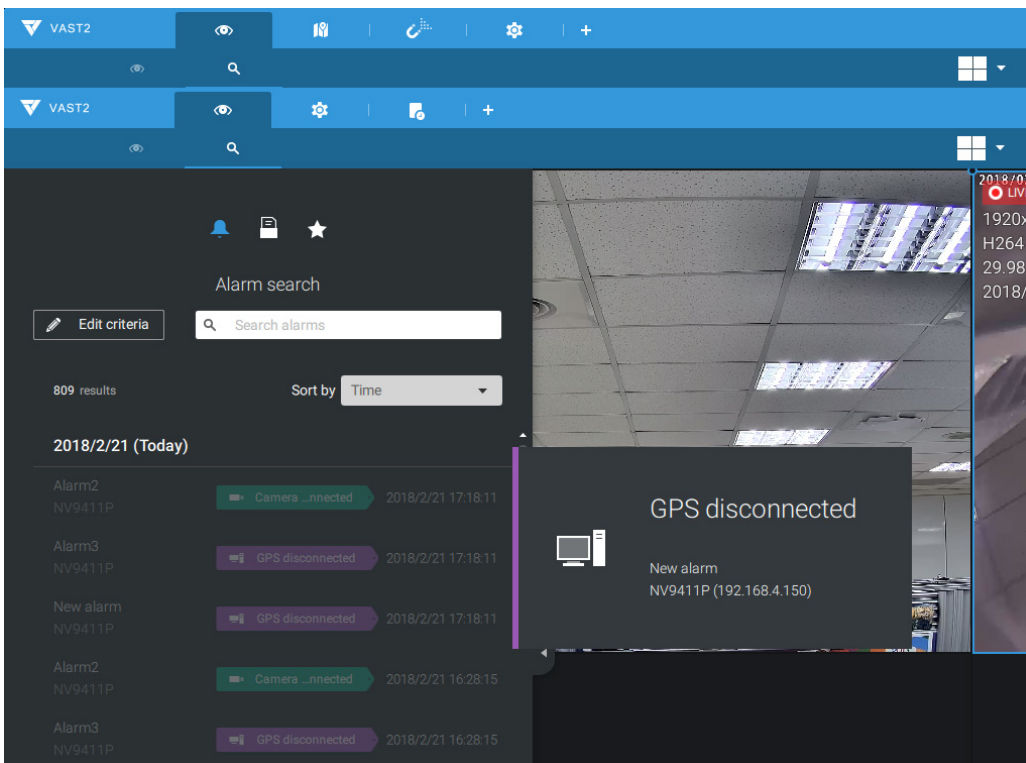 VAST2
VAST2
2018/0
LIV
1920x
H264
29.98
2018/
Alarm search
Edit criteria
Search alarms
809 results
Sort by
Time
2018/2/21 (Today)
Alarm2
NV9411P
Camera ...nnected
2018/2/21 17:18:11
Alarm3
NV9411P
GPS disconnected
2018/2/21 17:18:11
New alarm
NV9411P
GPS disconnected
2018/2/21 17:18:11
Alarm2
NV9411P
Camera ...nnected
2018/2/21 16:28:15
Alarm3
NV9411P
GPS disconnected
2018/2/21 16:28:15
GPS disconnected
New alarm
NV9411P (192.168.4.150)